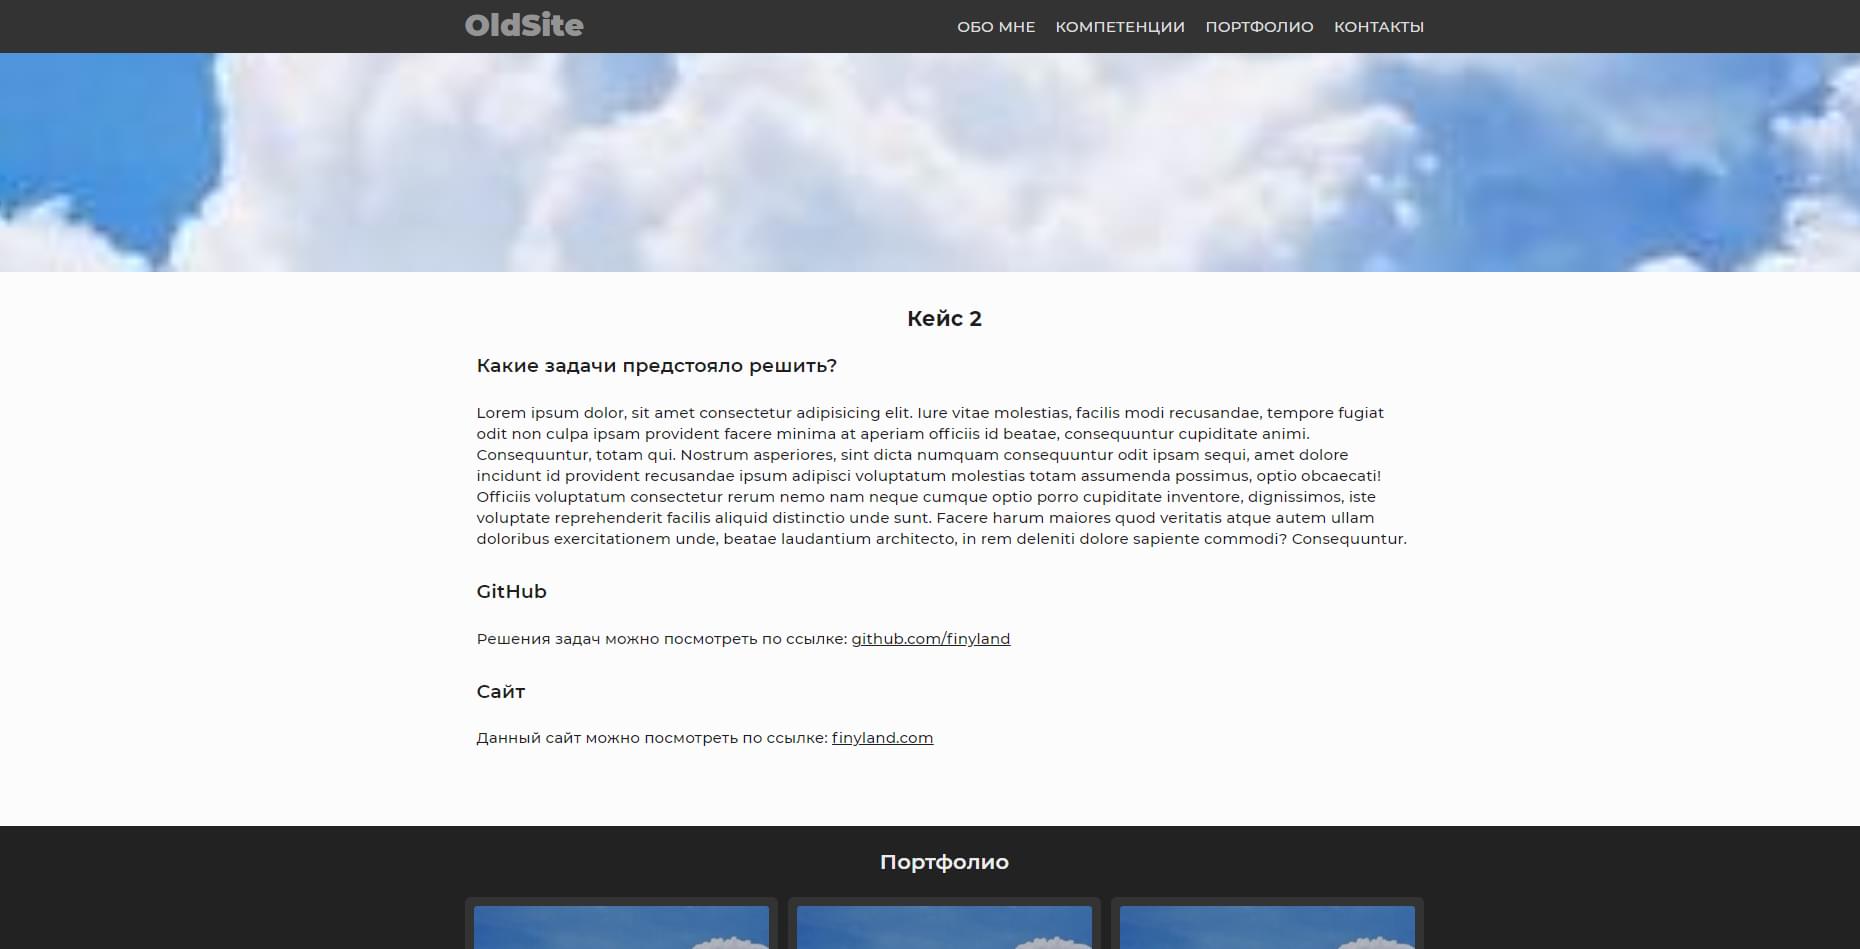 OldSite
ОБО МНЕ КОМПЕТЕНЦИИ ПОРТФОЛИО КОНТАКТЫ
Кейс 2
Какие задачи предстояло решить?
Lorem ipsum dolor, sit amet consectetur adipisicing elit. Iure vitae molestias, facilis modi recusandae, tempore fugiat
odit non culpa ipsam provident facere minima at aperiam officiis id beatae, consequuntur cupiditate animi.
Consequuntur, totam qui. Nostrum asperiores, sint dicta numquam consequuntur odit ipsam sequi, amet dolore
incidunt id provident recusandae ipsum adipisci voluptatum molestias totam assumenda possimus, optio obcaecati!
Officiis voluptatum consectetur rerum nemo nam neque cumque optio porro cupiditate inventore, dignissimos, iste
voluptate reprehenderit facilis aliquid distinctio unde sunt. Facere harum maiores quod veritatis atque autem ullam
doloribus exercitationem unde, beatae laudantium architecto, in rem deleniti dolore sapiente commodi? Consequuntur.
GitHub
Решения задач можно посмотреть по ссылке: github.com/finyland
Сайт
Данный сайт можно посмотреть по ссылке: finyland.com
Портфолио